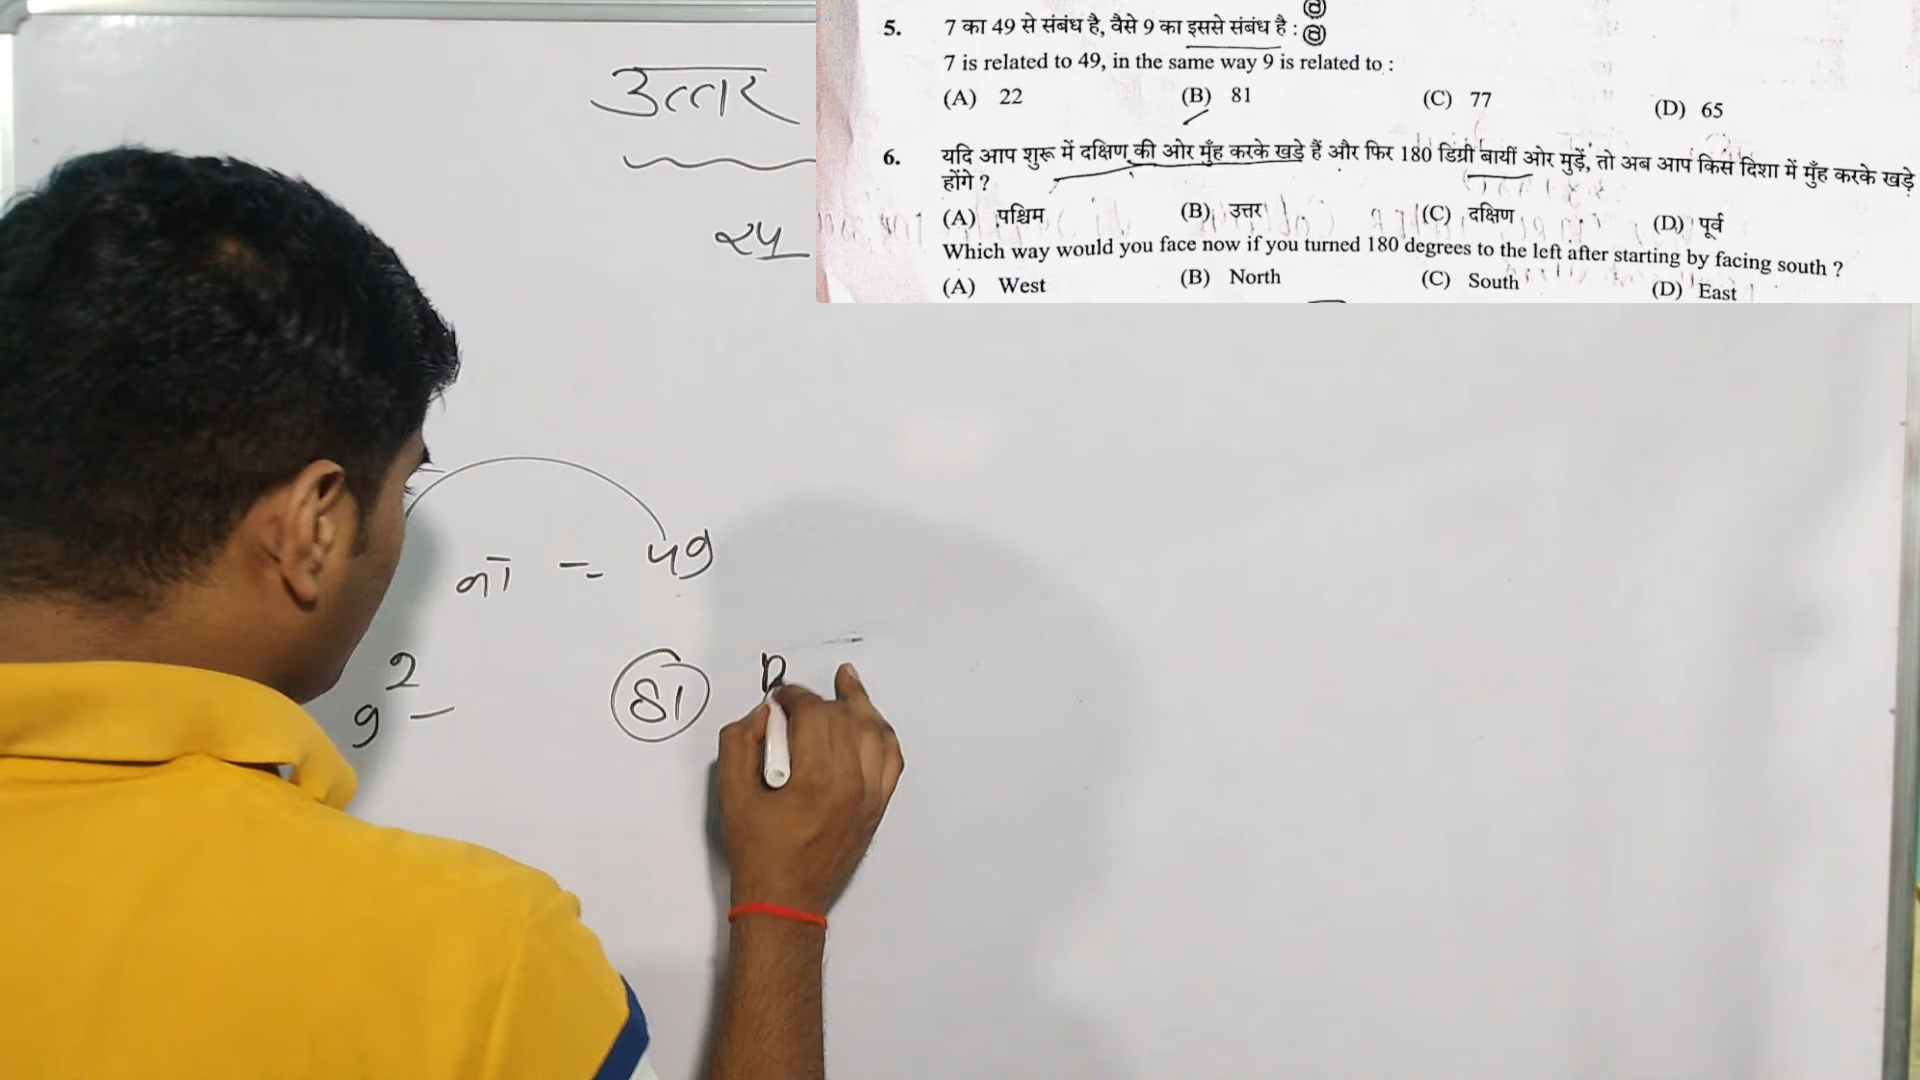 उत्तर
5. 7 का 49 से संबंध है, वैसे 9 का इससे संबंध है :
7 is related to 49, in the same way 9 is related to :
(A) 22 (B) 81 (C) 77 (D) 65
6. यदि आप शुरू में दक्षिण की ओर मुँह करके खड़े हैं और फिर 180 डिग्री बायीं ओर मुड़ें, तो अब आप किस दिशा में मुँह करके खड़े
होंगे ?
(A) पश्चिम (B) उत्तर (C) दक्षिण (D) पूर्व
Which way would you face now if you turned 180 degrees to the left after starting by facing south ?
(A) West (B) North (C) South (D) East
49
9 2 – 81